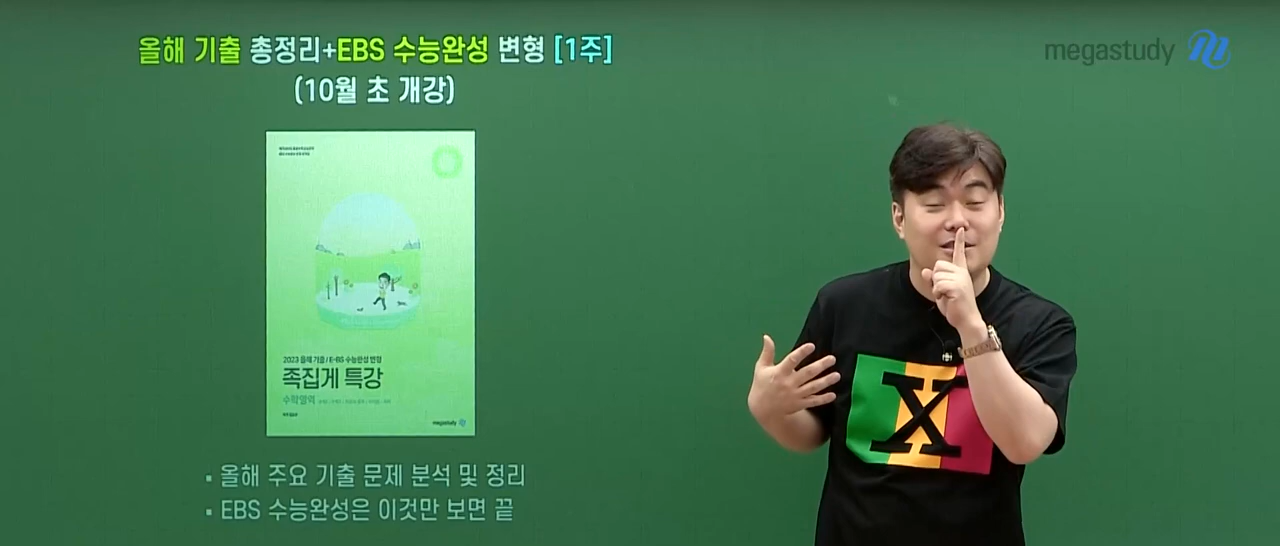 올해 기출 총정리+EBS 수능완성 변형 [1주]
(10월 초 개강)
megastudy
2023 올해 기출 / E-BS 수능완성 변형
족집게 특강
수학영역
megastudy
X
▪ 올해 주요 기출 문제 분석 및 정리
▪ EBS 수능완성은 이것만 보면 끝